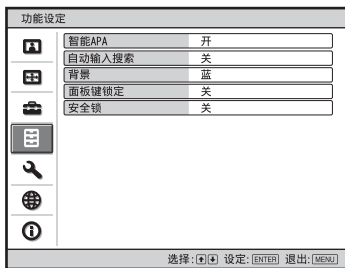 功能设定
智能APA 开
自动输入搜索 关
背景 蓝
面板键锁定 关
安全锁 关
选择:↑↓ 设定:ENTER 退出:MENU